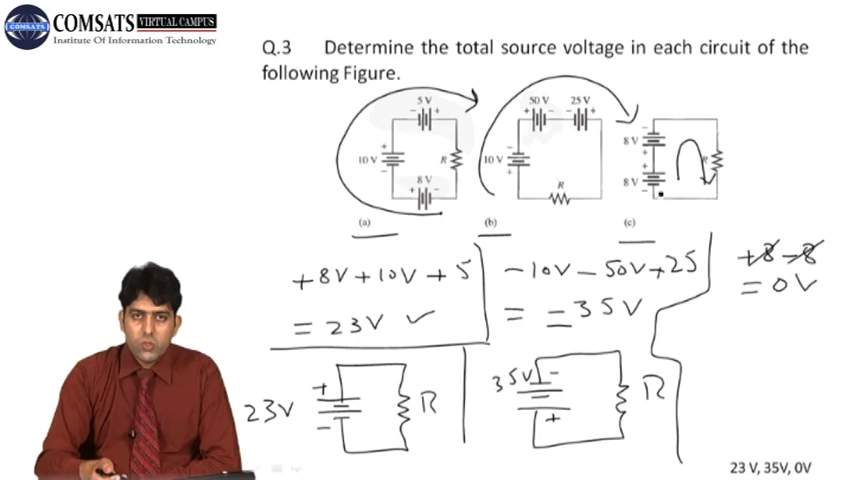 COMSATS VIRTUAL CAMPUS
Institute Of Information Technology
Q.3 Determine the total source voltage in each circuit of the
following Figure.
5 V
- +
10 V
+
-
R
8 V
+ -
(a)
50 V 25 V
+ - - +
10 V
-
+
R
(b)
-
8 V
+
+
8 V
-
R
(c)
+8V+10V+5
= 23V ✓
-10V-50V+25
= -35V
+8-8
= 0V
23V
+
-
R
35V
-
+
R
23 V, 35V, 0V